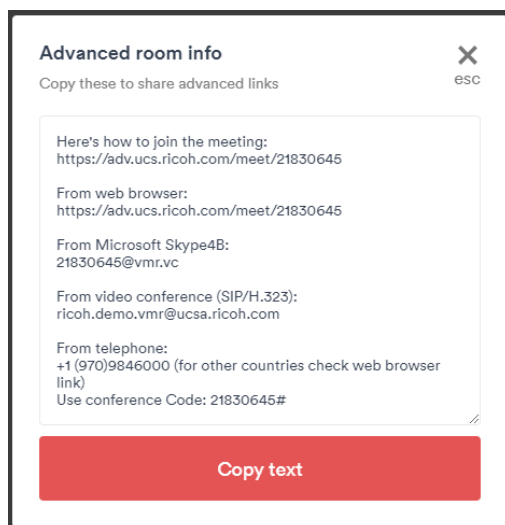 Advanced room info
esc
Copy these to share advanced links
Here's how to join the meeting:
https://adv.ucs.ricoh.com/meet/21830645
From web browser:
https://adv.ucs.ricoh.com/meet/21830645
From Microsoft Skype4B:
21830645@vmr.vc
From video conference (SIP/H.323):
ricoh.demo.vmr@ucsa.ricoh.com
From telephone:
+1 (970)9846000 (for other countries check web browser
link)
Use conference Code: 21830645#
Copy text